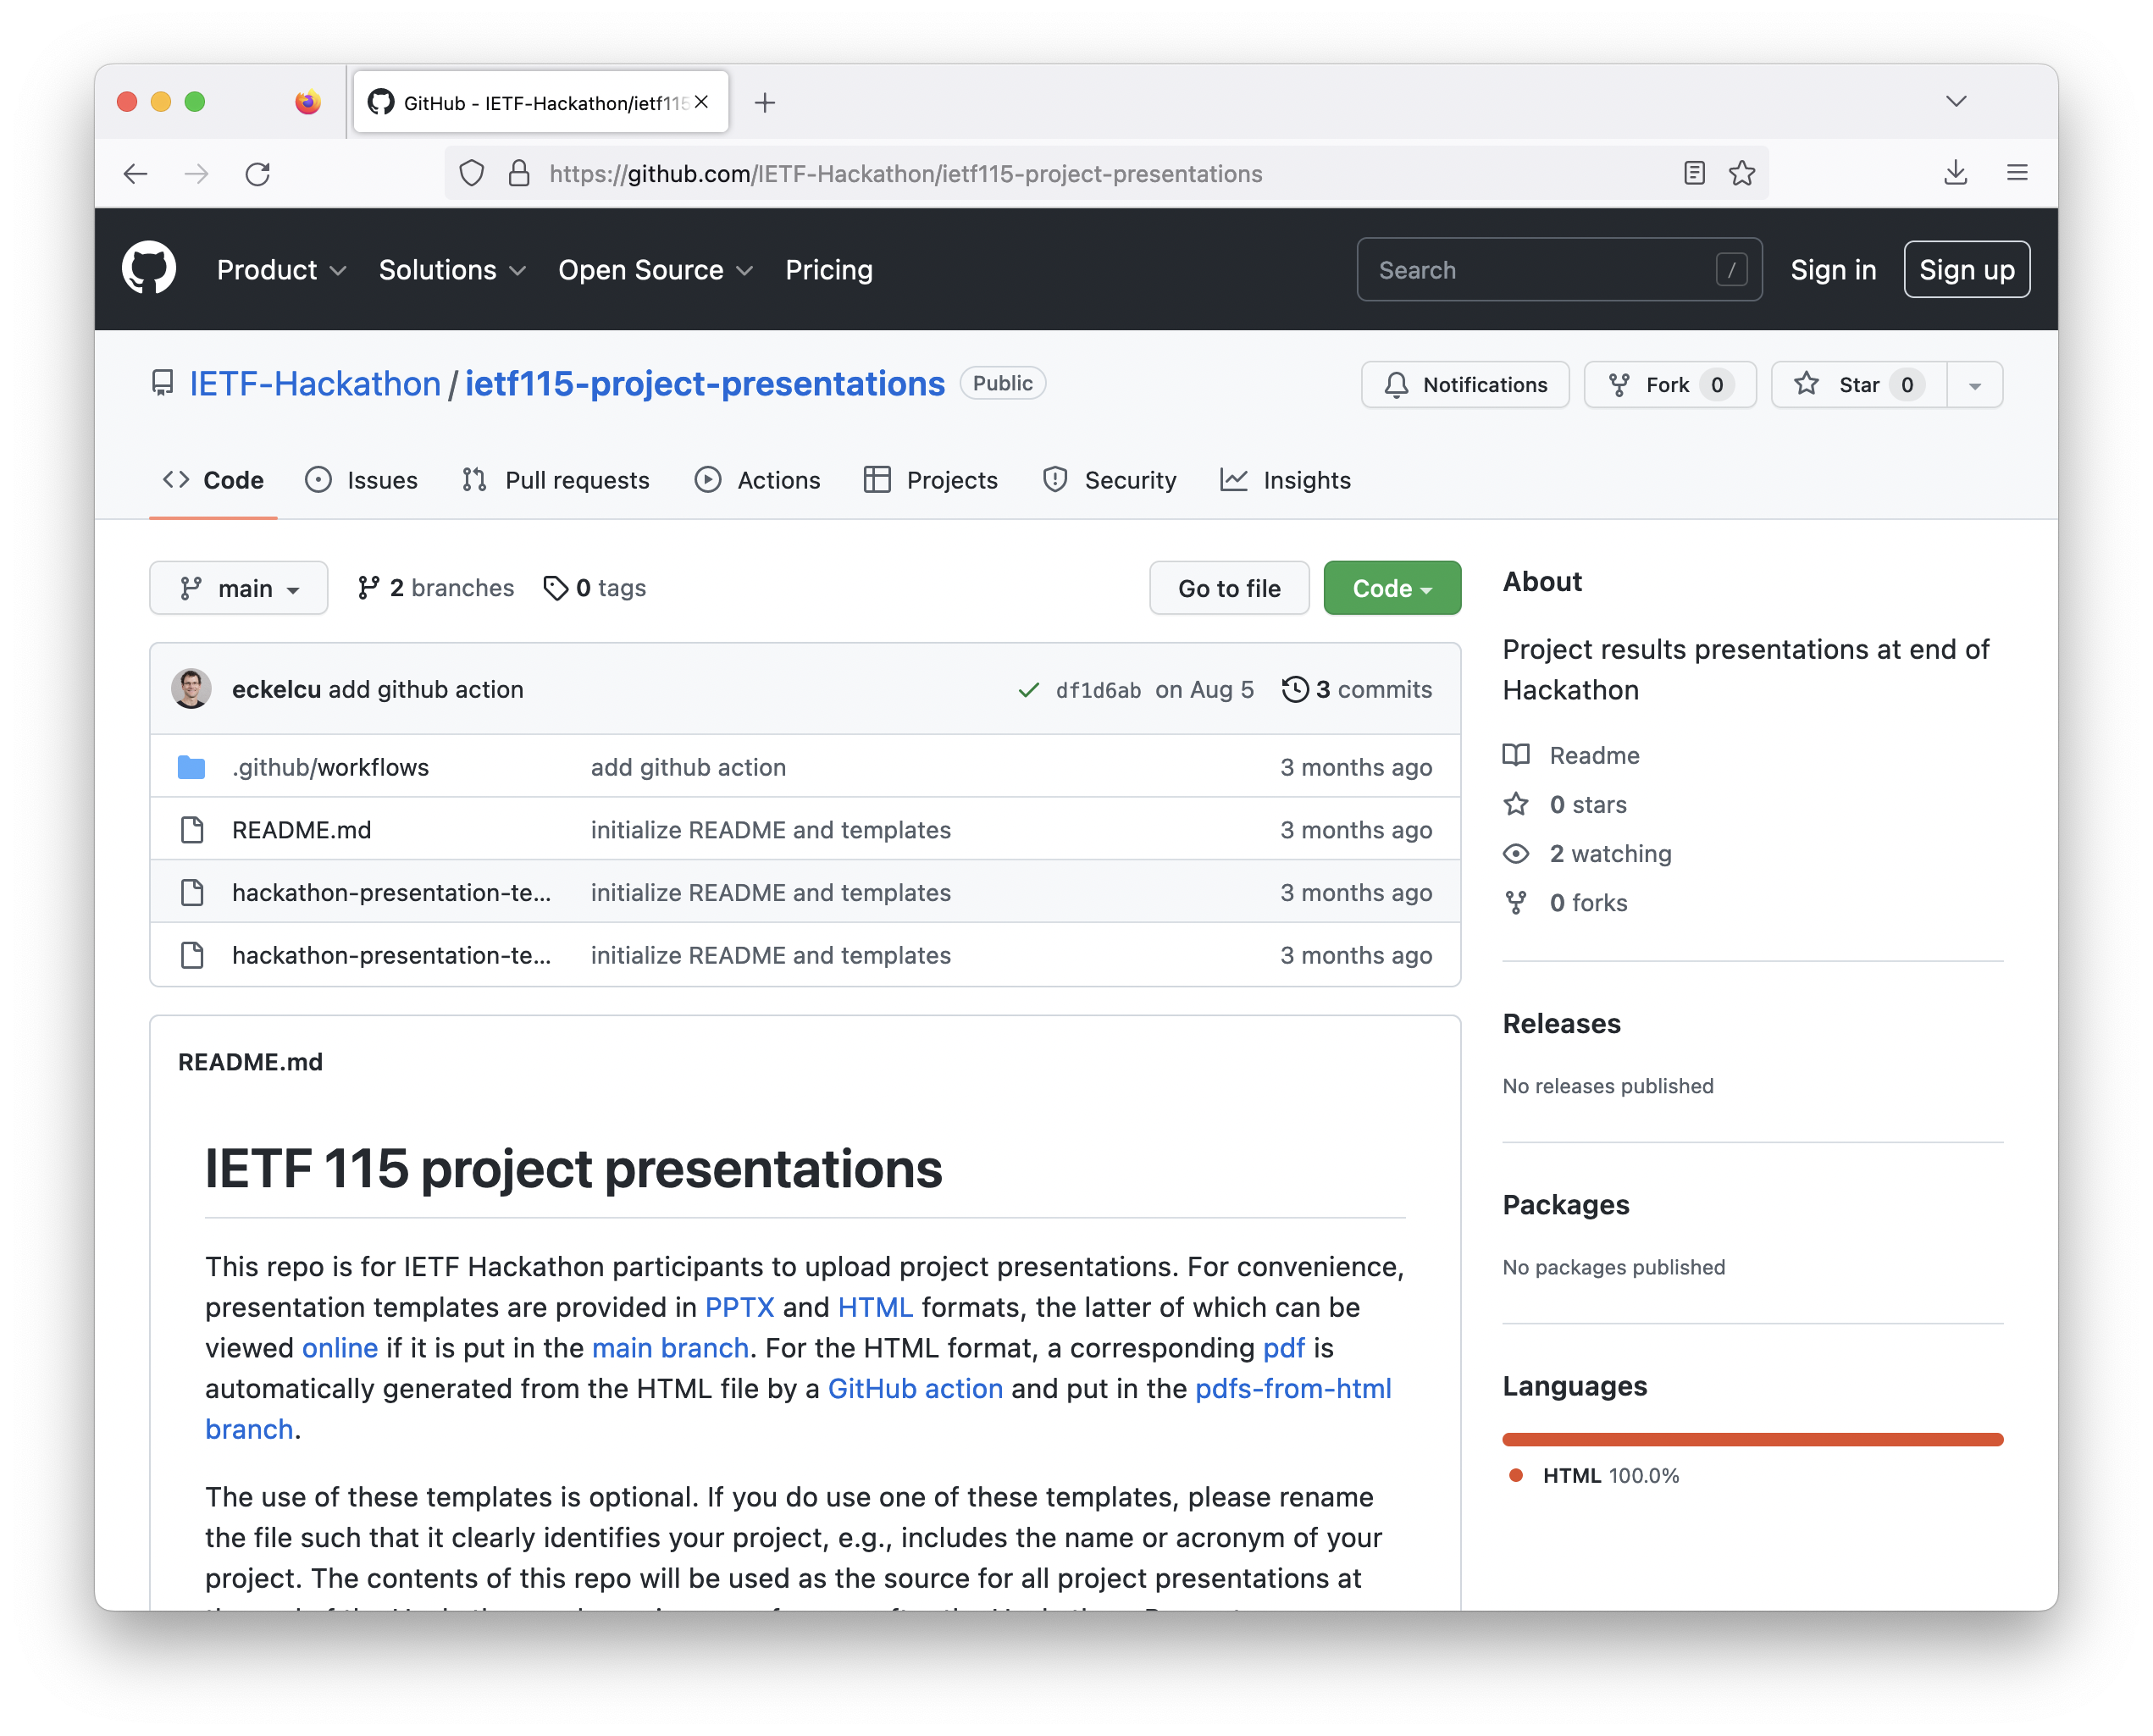 GitHub - IETF-Hackathon/ietf115
https://github.com/IETF-Hackathon/ietf115-project-presentations
Product Solutions Open Source Pricing Search / Sign in Sign up
IETF-Hackathon / ietf115-project-presentations Public Notifications Fork 0 Star 0
Code Issues Pull requests Actions Projects Security Insights
main 2 branches 0 tags Go to file Code
eckelcu add github action df1d6ab on Aug 5 3 commits
.github/workflows add github action 3 months ago
README.md initialize README and templates 3 months ago
hackathon-presentation-te... initialize README and templates 3 months ago
hackathon-presentation-te... initialize README and templates 3 months ago
README.md
IETF 115 project presentations
This repo is for IETF Hackathon participants to upload project presentations. For convenience,
presentation templates are provided in PPTX and HTML formats, the latter of which can be
viewed online if it is put in the main branch. For the HTML format, a corresponding pdf is
automatically generated from the HTML file by a GitHub action and put in the pdfs-from-html
branch.
The use of these templates is optional. If you do use one of these templates, please rename
the file such that it clearly identifies your project, e.g., includes the name or acronym of your
project. The contents of this repo will be used as the source for all project presentations at
About
Project results presentations at end of
Hackathon
Readme
0 stars
2 watching
0 forks
Releases
No releases published
Packages
No packages published
Languages
HTML 100.0%